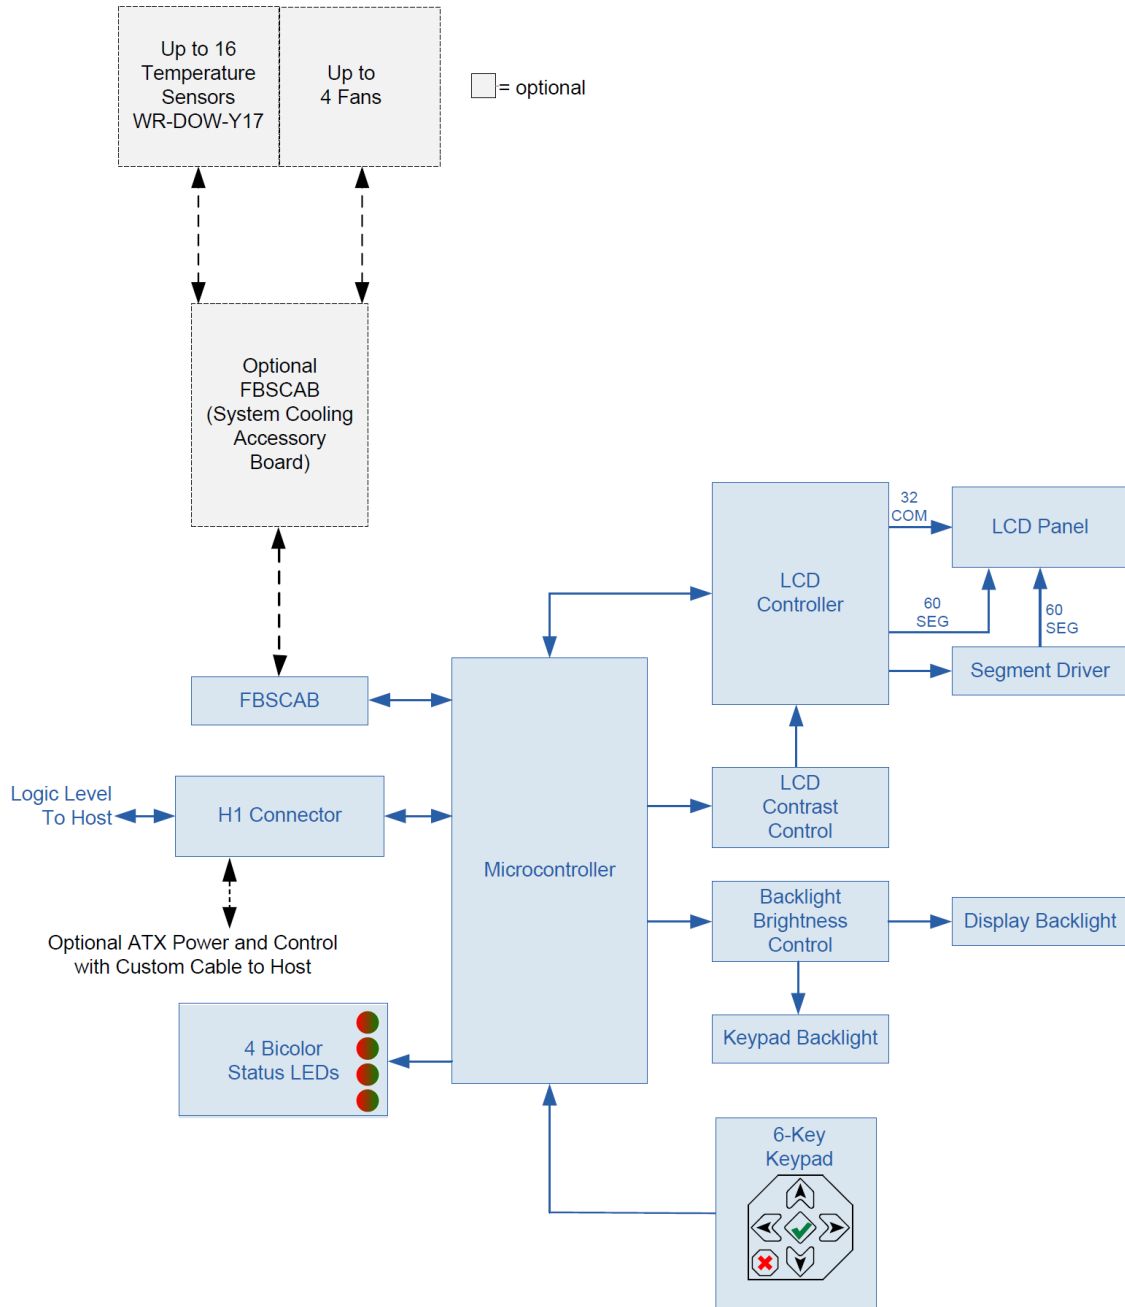 Up to 16
Temperature
Sensors
WR-DOW-Y17
Up to
4 Fans
= optional
Optional
FBSCAB
(System Cooling
Accessory
Board)
32
COM
LCD Panel
LCD
Controller
60
SEG
60
SEG
Segment Driver
FBSCAB
Logic Level
To Host
H1 Connector
LCD
Contrast
Control
Microcontroller
Backlight
Brightness
Control
Display Backlight
Optional ATX Power and Control
with Custom Cable to Host
Keypad Backlight
4 Bicolor
Status LEDs
6-Key
Keypad